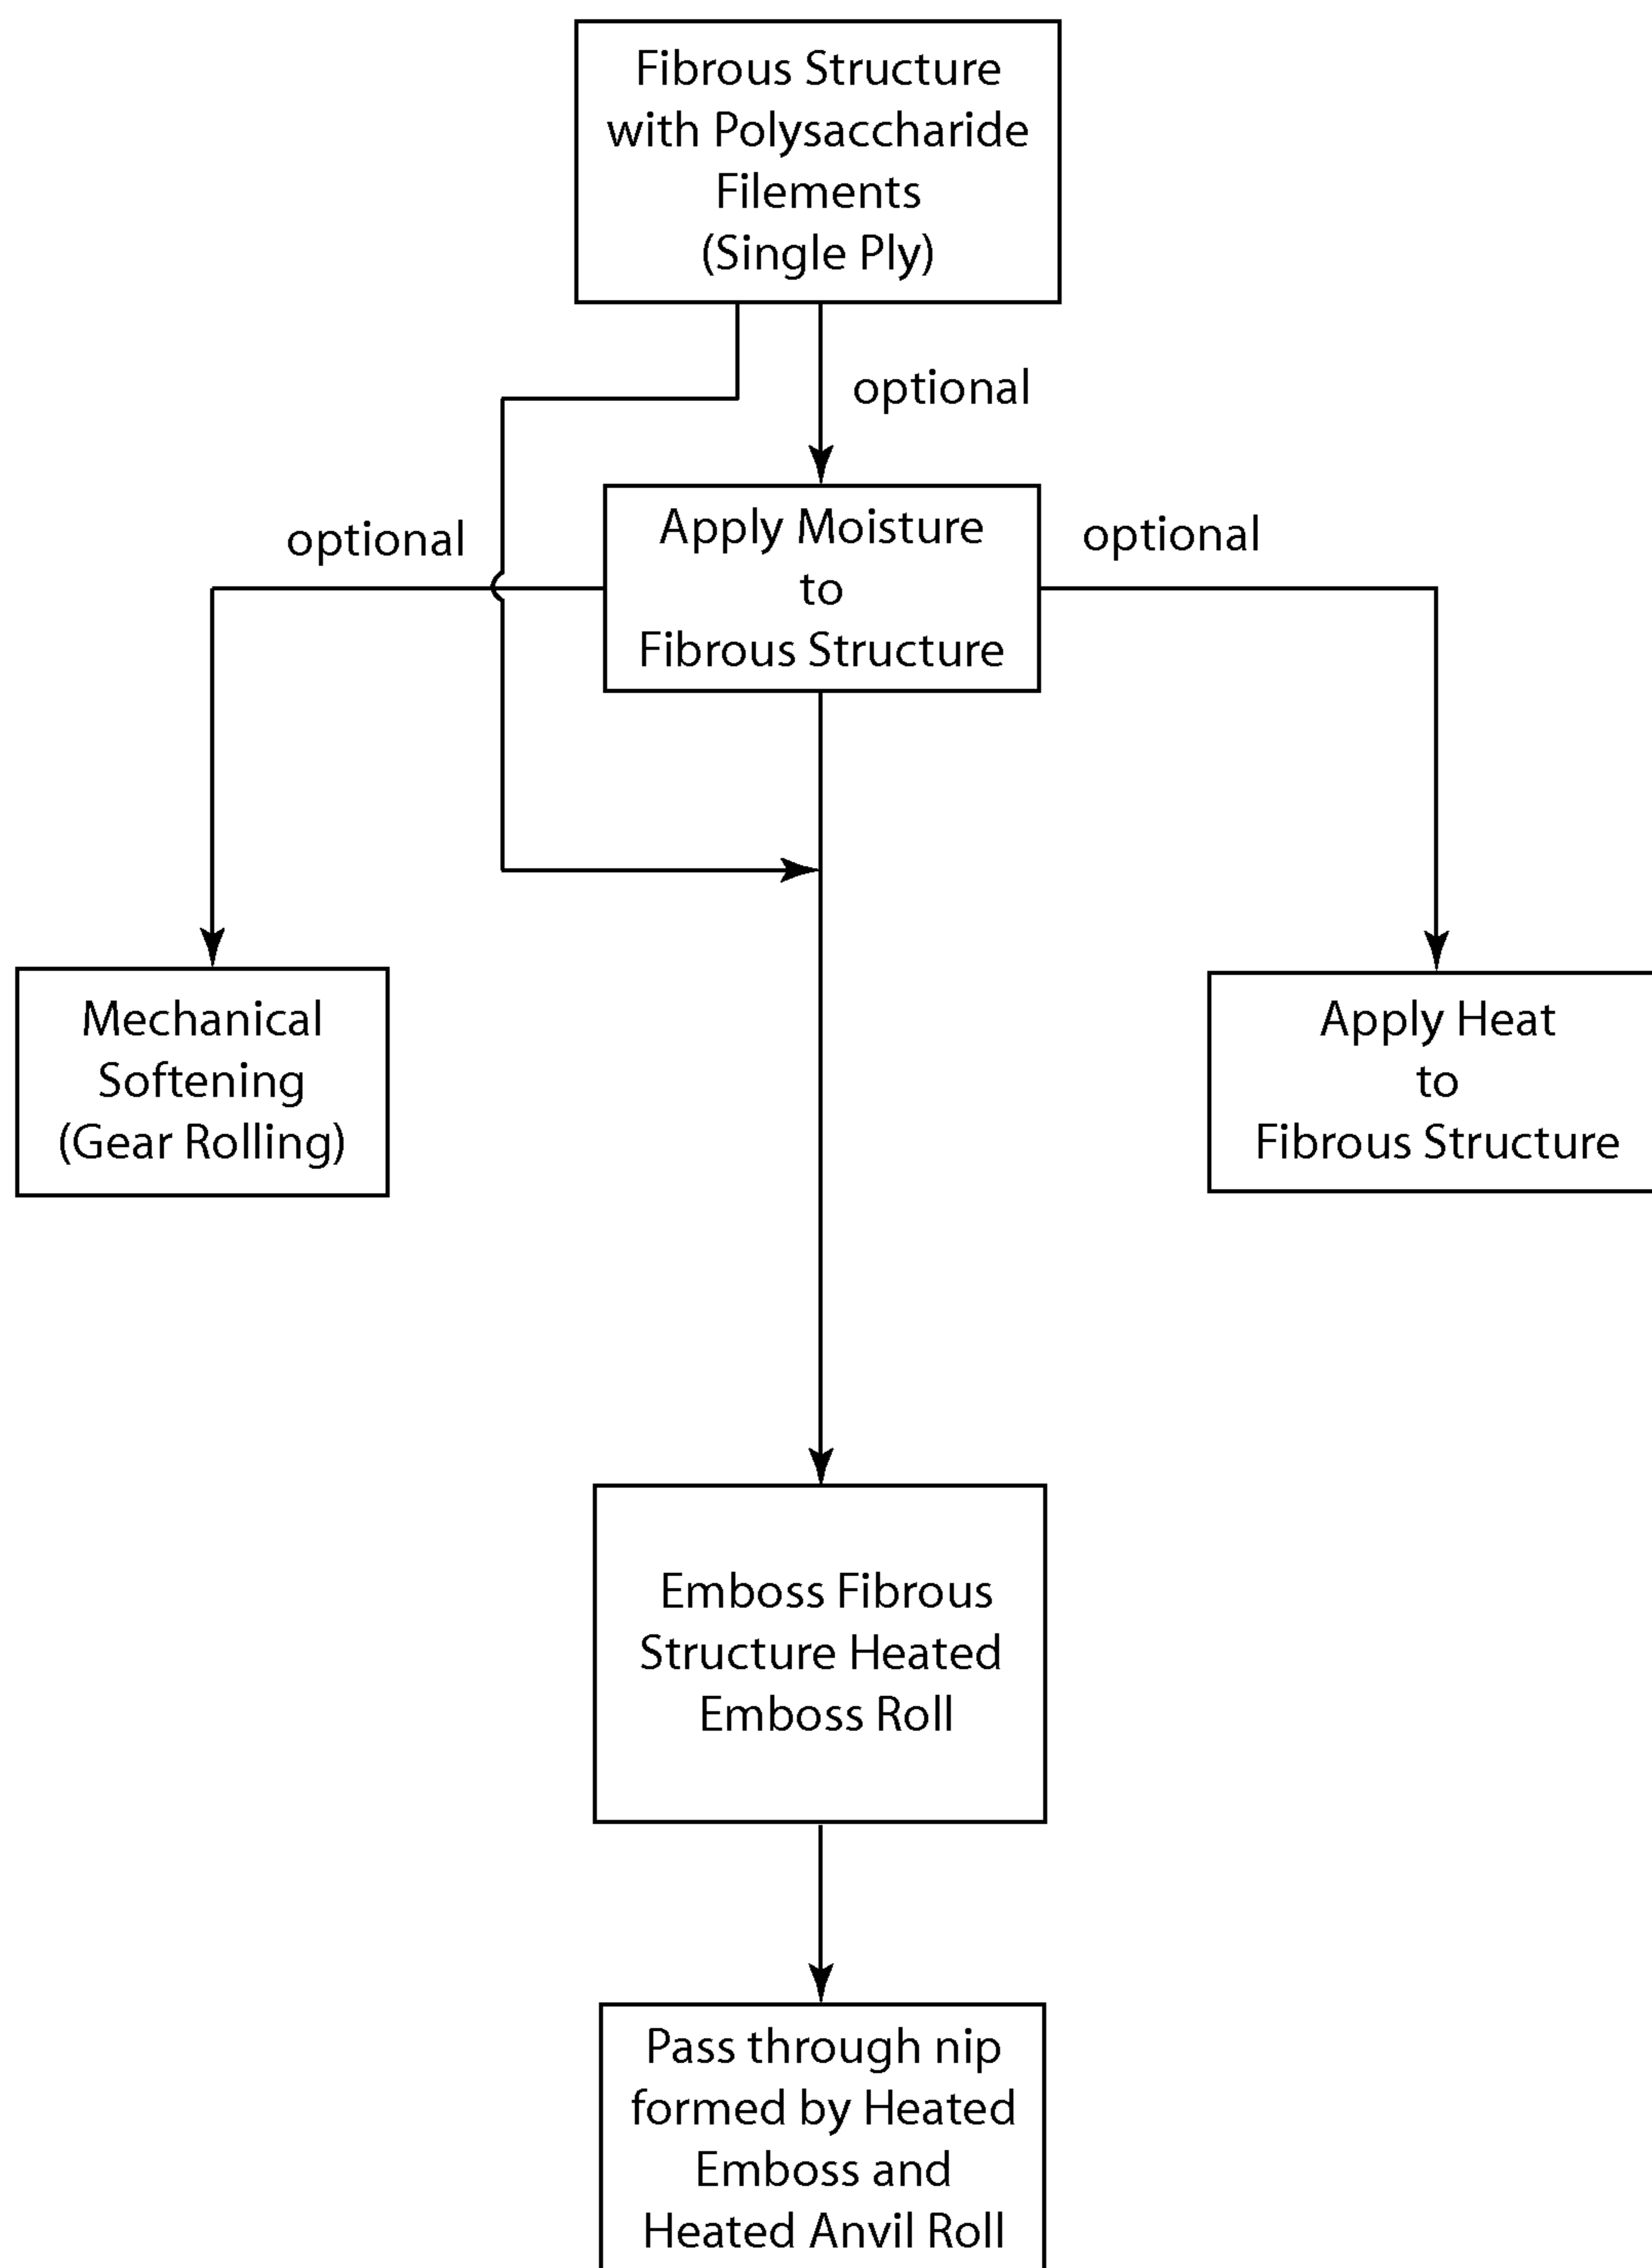 Fibrous Structure
with Polysaccharide
Filements
(Single Ply)
optional
optional
Apply Moisture
to
Fibrous Structure
optional
Mechanical
Softening
(Gear Rolling)
Apply Heat
to
Fibrous Structure
Emboss Fibrous
Structure Heated
Emboss Roll
Pass through nip
formed by Heated
Emboss and
Heated Anvil Roll